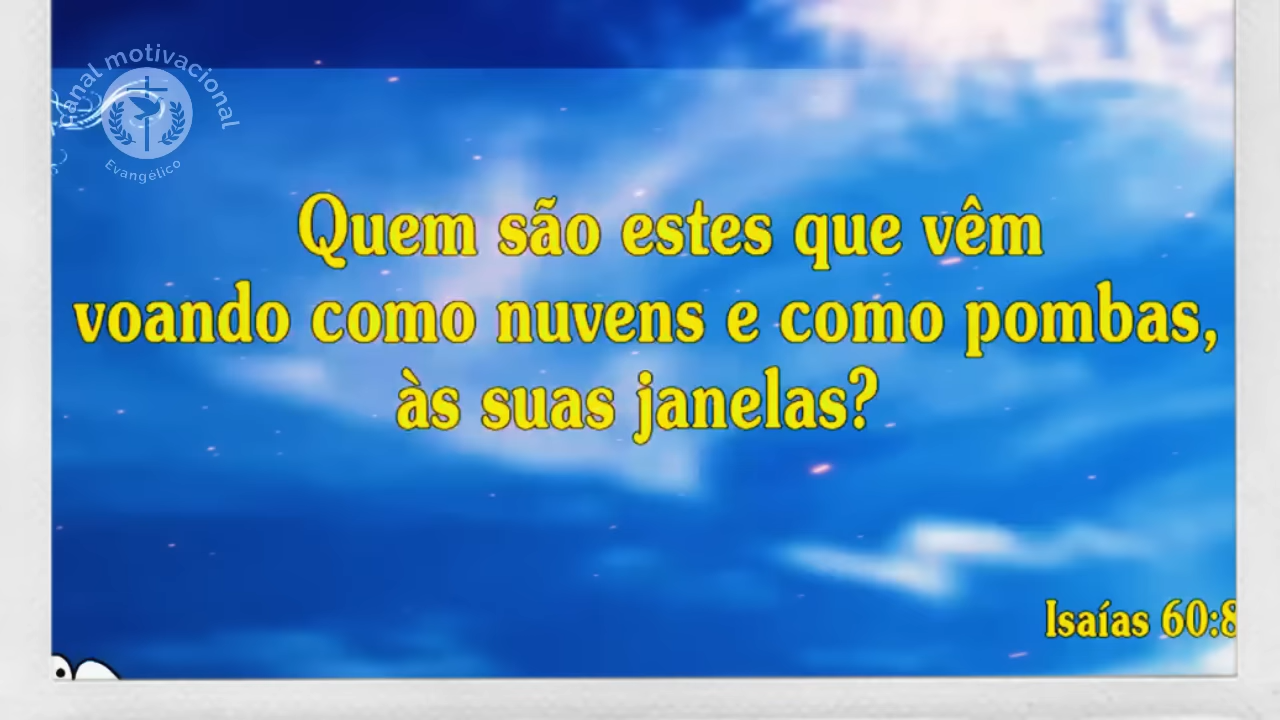 Canal motivacional
Evangélico
Quem são estes que vêm
voando como nuvens e como pombas,
às suas janelas?
Isaías 60:8